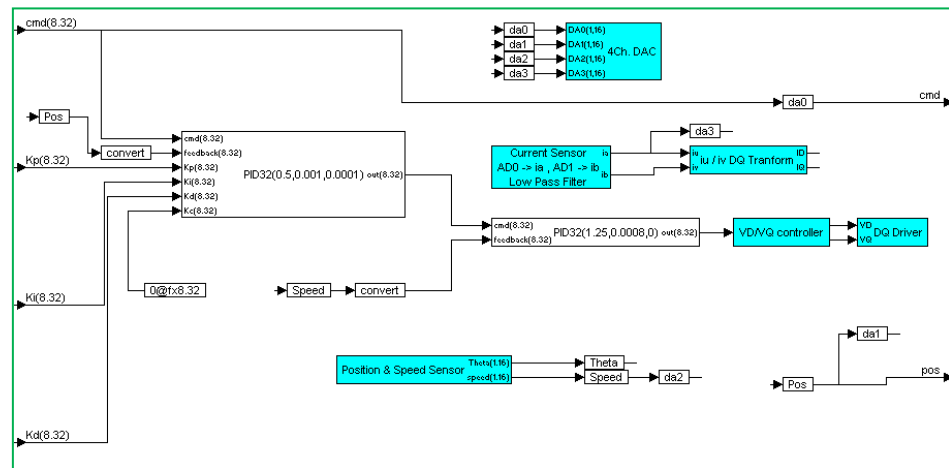 cmd(8.32)
da0
da1
da2
da3
DA0(1,16)
DA1(1,16)
DA2(1,16)
DA3(1,16)
4Ch. DAC
da0
cmd
Pos
convert
Kp(8.32)
cmd(8.32)
feedback(8.32)
Kp(8.32)
Ki(8.32)
Kd(8.32)
Kc(8.32)
PID32(0.5,0.001,0.0001)
out(8.32)
da3
Current Sensor
AD0 -> ia , AD1 -> ib
Low Pass Filter
ia
ib
iu
iv
iu / iv DQ Tranform
ID
IQ
cmd(8.32)
feedback(8.32)
PID32(1.25,0.0008,0)
out(8.32)
VD/VQ controller
VD
VQ
DQ Driver
0@fx8.32
Speed
convert
Ki(8.32)
da1
Position & Speed Sensor
Theta(1.16)
speed(1.16)
Theta
Speed
da2
Pos
pos
Kd(8.32)